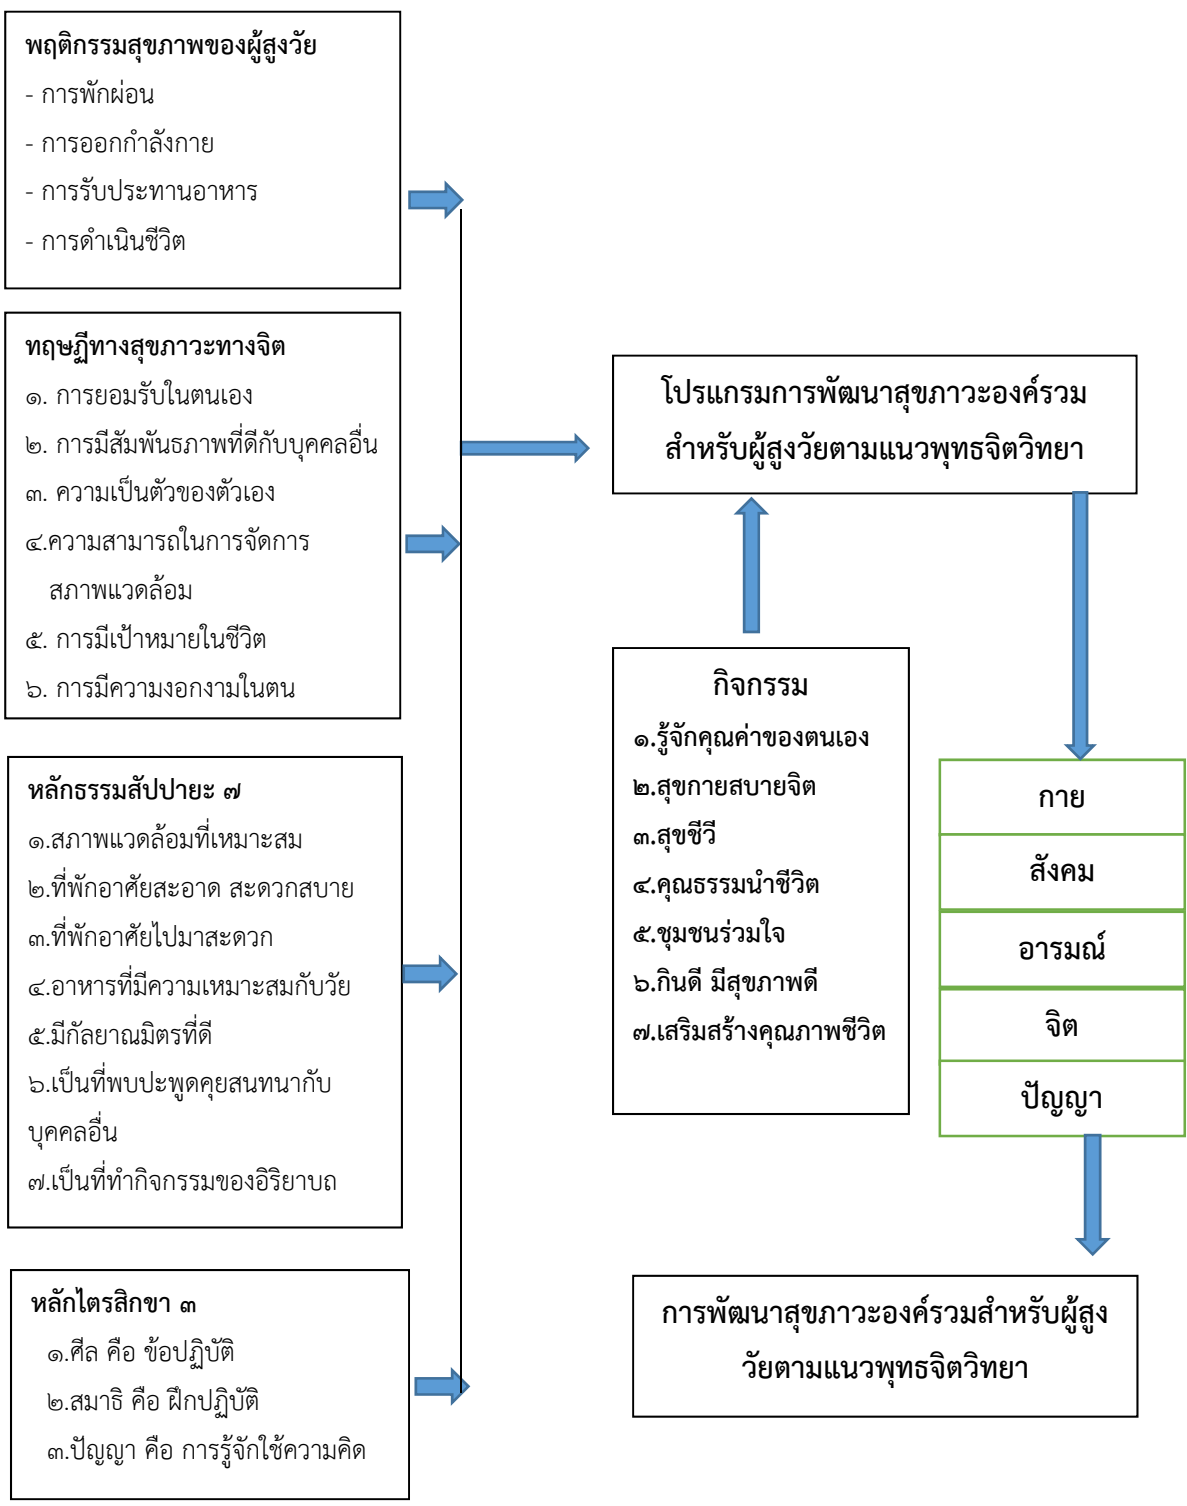 พฤติกรรมสุขภาพของผู้สูงวัย
- การพักผ่อน
- การออกกำลังกาย
- การรับประทานอาหาร
- การดำเนินชีวิต
ทฤษฎีทางสุขภาวะทางจิต
๑. การยอมรับในตนเอง
๒. การมีสัมพันธภาพที่ดีกับบุคคลอื่น
๓. ความเป็นตัวของตัวเอง
๔.ความสามารถในการจัดการ
สภาพแวดล้อม
๕. การมีเป้าหมายในชีวิต
๖. การมีความงอกงามในตน
หลักธรรมสัปปายะ ๗
๑.สภาพแวดล้อมที่เหมาะสม
๒.ที่พักอาศัยสะอาด สะดวกสบาย
๓.ที่พักอาศัยไปมาสะดวก
๔.อาหารที่มีความเหมาะสมกับวัย
๕.มีกัลยาณมิตรที่ดี
๖.เป็นที่พบปะพูดคุยสนทนากับ
บุคคลอื่น
๗.เป็นที่ทำกิจกรรมของอิริยาบถ
หลักไตรสิกขา ๓
๑.ศีล คือ ข้อปฏิบัติ
๒.สมาธิ คือ ฝึกปฏิบัติ
๓.ปัญญา คือ การรู้จักใช้ความคิด
โปรแกรมการพัฒนาสุขภาวะองค์รวม
สำหรับผู้สูงวัยตามแนวพุทธจิตวิทยา
กิจกรรม
๑.รู้จักคุณค่าของตนเอง
๒.สุขกายสบายจิต
๓.สุขชีวี
๔.คุณธรรมนำชีวิต
๕.ชุมชนร่วมใจ
๖.กินดี มีสุขภาพดี
๗.เสริมสร้างคุณภาพชีวิต
กาย
สังคม
อารมณ์
จิต
ปัญญา
การพัฒนาสุขภาวะองค์รวมสำหรับผู้สูง
วัยตามแนวพุทธจิตวิทยา